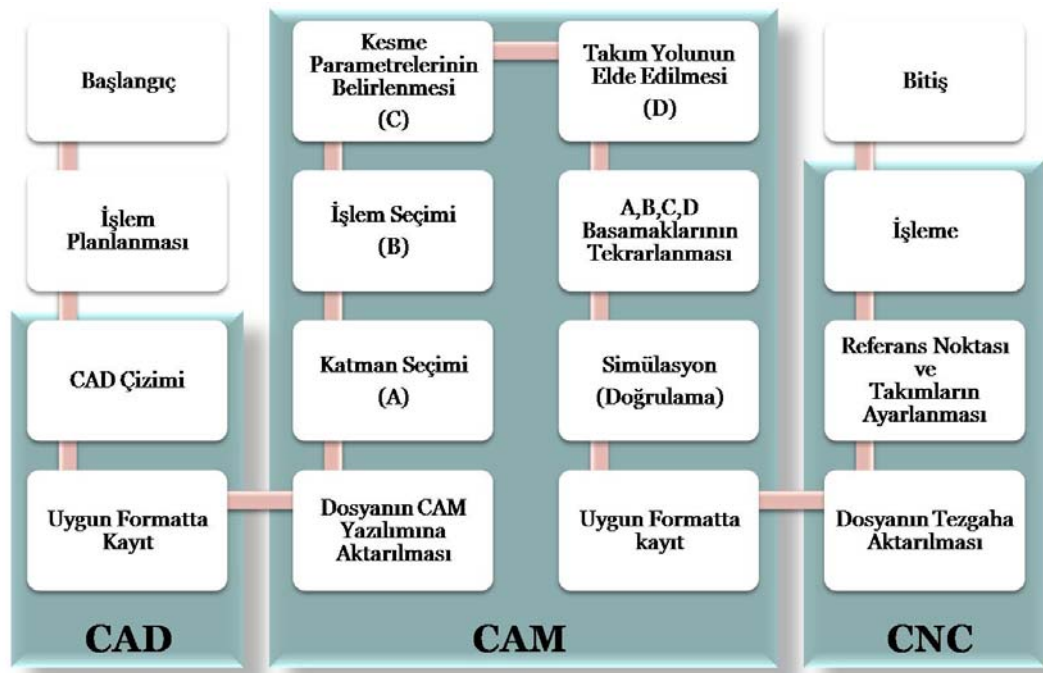 Başlangıç
İşlem
Planlanması
CAD Çizimi
Uygun Formatta
Kayıt
CAD
Dosyanın CAM
Yazılımına
Aktarılması
Katman Seçimi
(A)
İşlem Seçimi
(B)
Kesme
Parametrelerinin
Belirlenmesi
(C)
Takım Yolunun
Elde Edilmesi
(D)
A,B,C,D
Basamaklarının
Tekrarlanması
Simülasyon
(Doğrulama)
Uygun Formatta
kayıt
CAM
Dosyanın Tezgaha
Aktarılması
Referans Noktası
ve
Takımların
Ayarlanması
İşleme
Bitiş
CNC